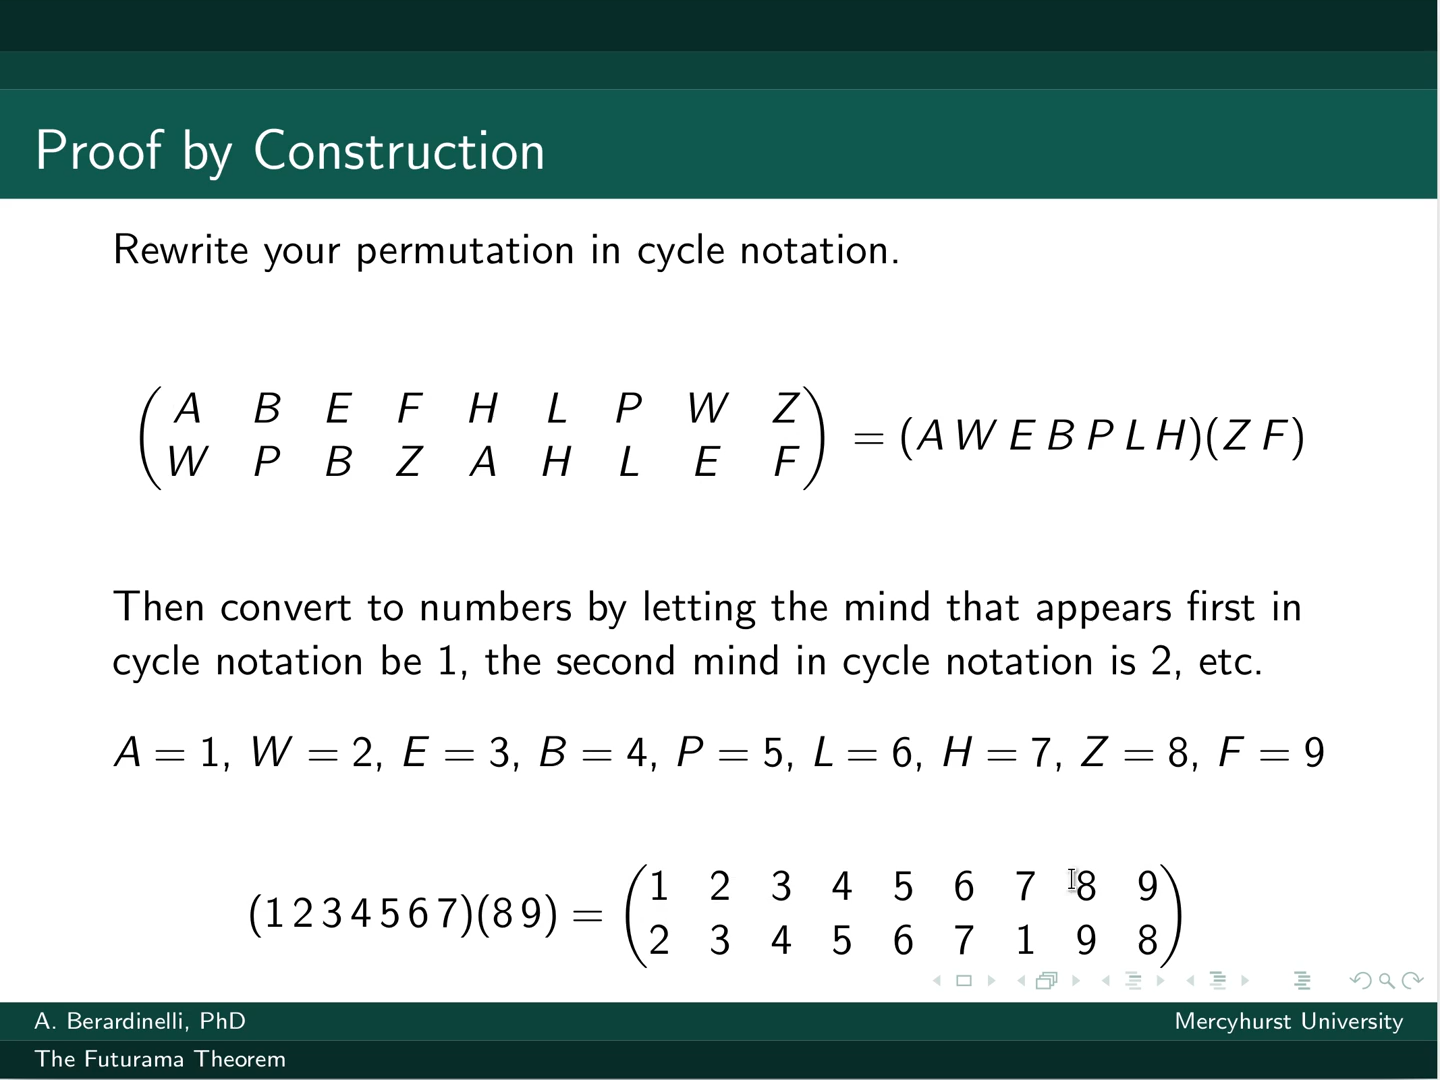 Proof by Construction
Rewrite your permutation in cycle notation.
A B E F H L P W Z
W P B Z A H L E F
= (A W E B P L H)(Z F)
Then convert to numbers by letting the mind that appears first in
cycle notation be 1, the second mind in cycle notation is 2, etc.
A = 1, W = 2, E = 3, B = 4, P = 5, L = 6, H = 7, Z = 8, F = 9
(1 2 3 4 5 6 7)(8 9) =
1 2 3 4 5 6 7 8 9
2 3 4 5 6 7 1 9 8
A. Berardinelli, PhD
Mercyhurst University
The Futurama Theorem